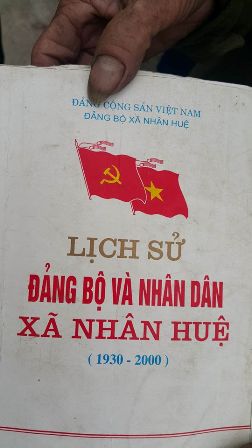 ĐẢNG CỘNG SẢN VIỆT NAM
ĐẢNG BỘ XÃ NHÂN HUỆ
LỊCH SỬ
ĐẢNG BỘ VÀ NHÂN DÂN
XÃ NHÂN HUỆ
( 1930 - 2000 )